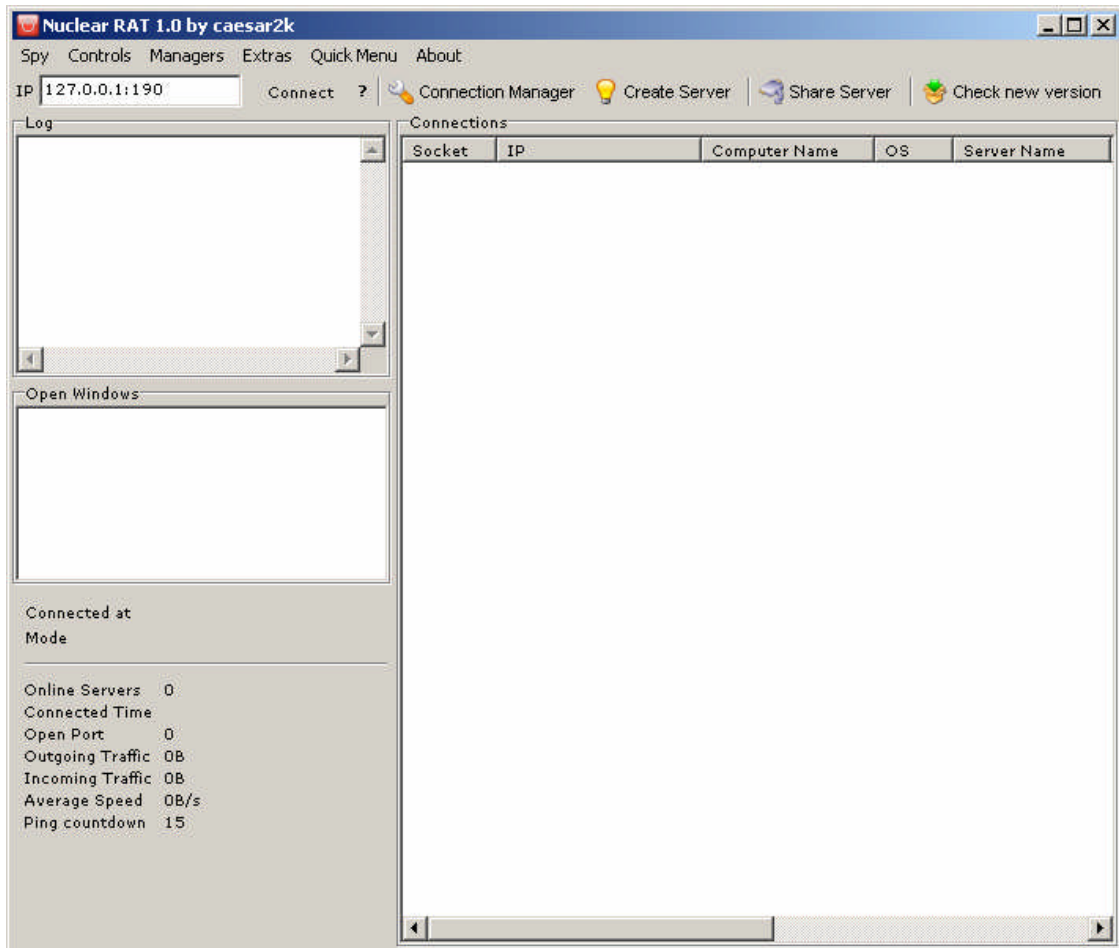 Nuclear RAT 1.0 by caesar2k
Spy Controls Managers Extras Quick Menu About
IP 127.0.0.1:190 Connect ? Connection Manager Create Server Share Server Check new version
Log
Connections
Socket IP Computer Name OS Server Name
Open Windows
Connected at
Mode
Online Servers 0
Connected Time
Open Port 0
Outgoing Traffic 0B
Incoming Traffic 0B
Average Speed 0B/s
Ping countdown 15